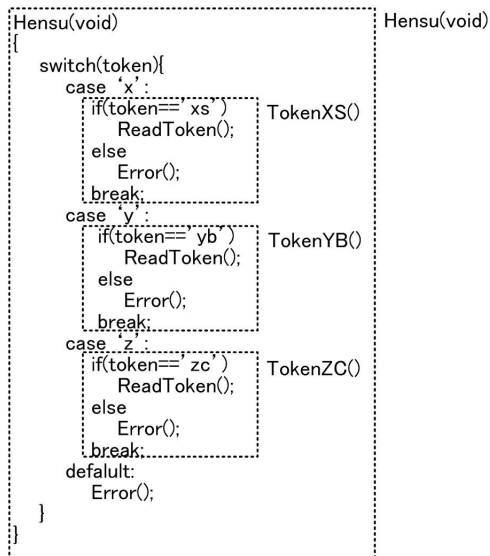 Hensu(void)
Hensu(void)
{
switch(token){
case ‘x’:
if(token==’xs’)
TokenXS()
ReadToken();
else
Error();
break;
case ‘y’:
if(token==’yb’)
TokenYB()
ReadToken();
else
Error();
break;
case ‘z’:
if(token==’zc’)
TokenZC()
ReadToken();
else
Error();
break;
defalult:
Error();
}
}